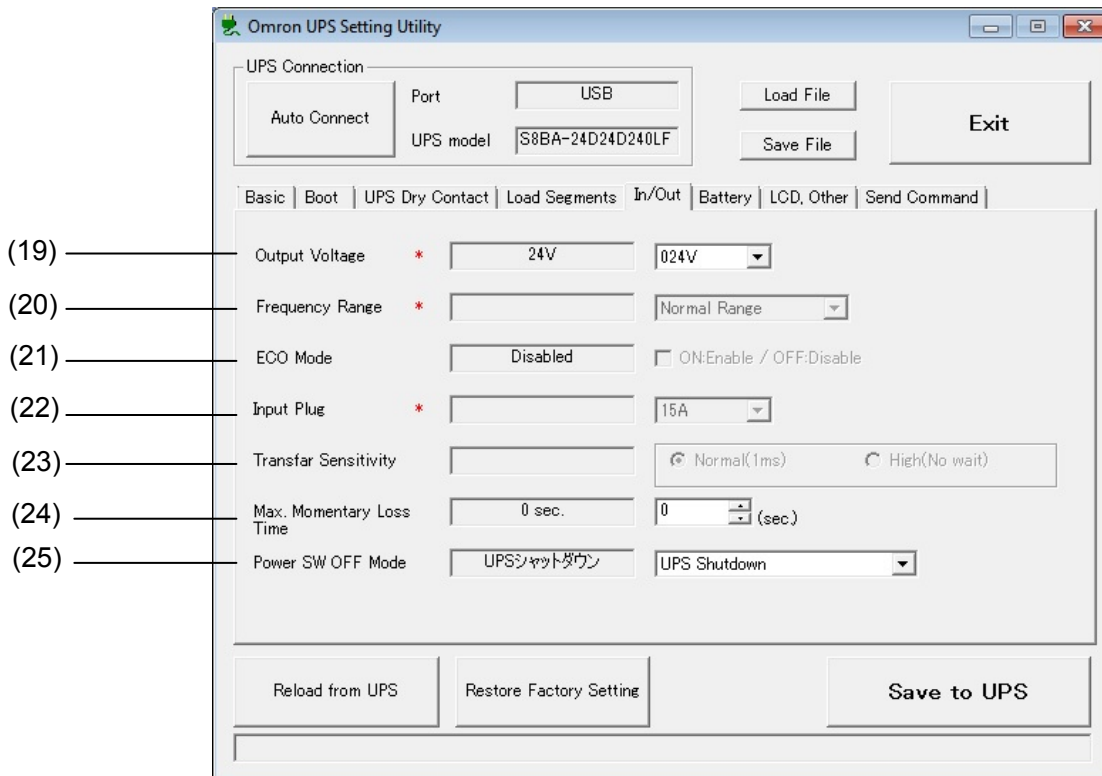 Omron UPS Setting Utility
UPS Connection
Auto Connect
Port
USB
UPS model
S8BA-24D24D240LF
Load File
Save File
Exit
Basic
Boot
UPS Dry Contact
Load Segments
In/Out
Battery
LCD, Other
Send Command
(19)
Output Voltage * 24V 024V
(20)
Frequency Range * Normal Range
(21)
ECO Mode Disabled ON:Enable / OFF:Disable
(22)
Input Plug * 15A
(23)
Transfar Sensitivity Normal(1ms) High(No wait)
(24)
Max. Momentary Loss
Time
0 sec. 0 (sec.)
(25)
Power SW OFF Mode UPSシャットダウン UPS Shutdown
Reload from UPS
Restore Factory Setting
Save to UPS